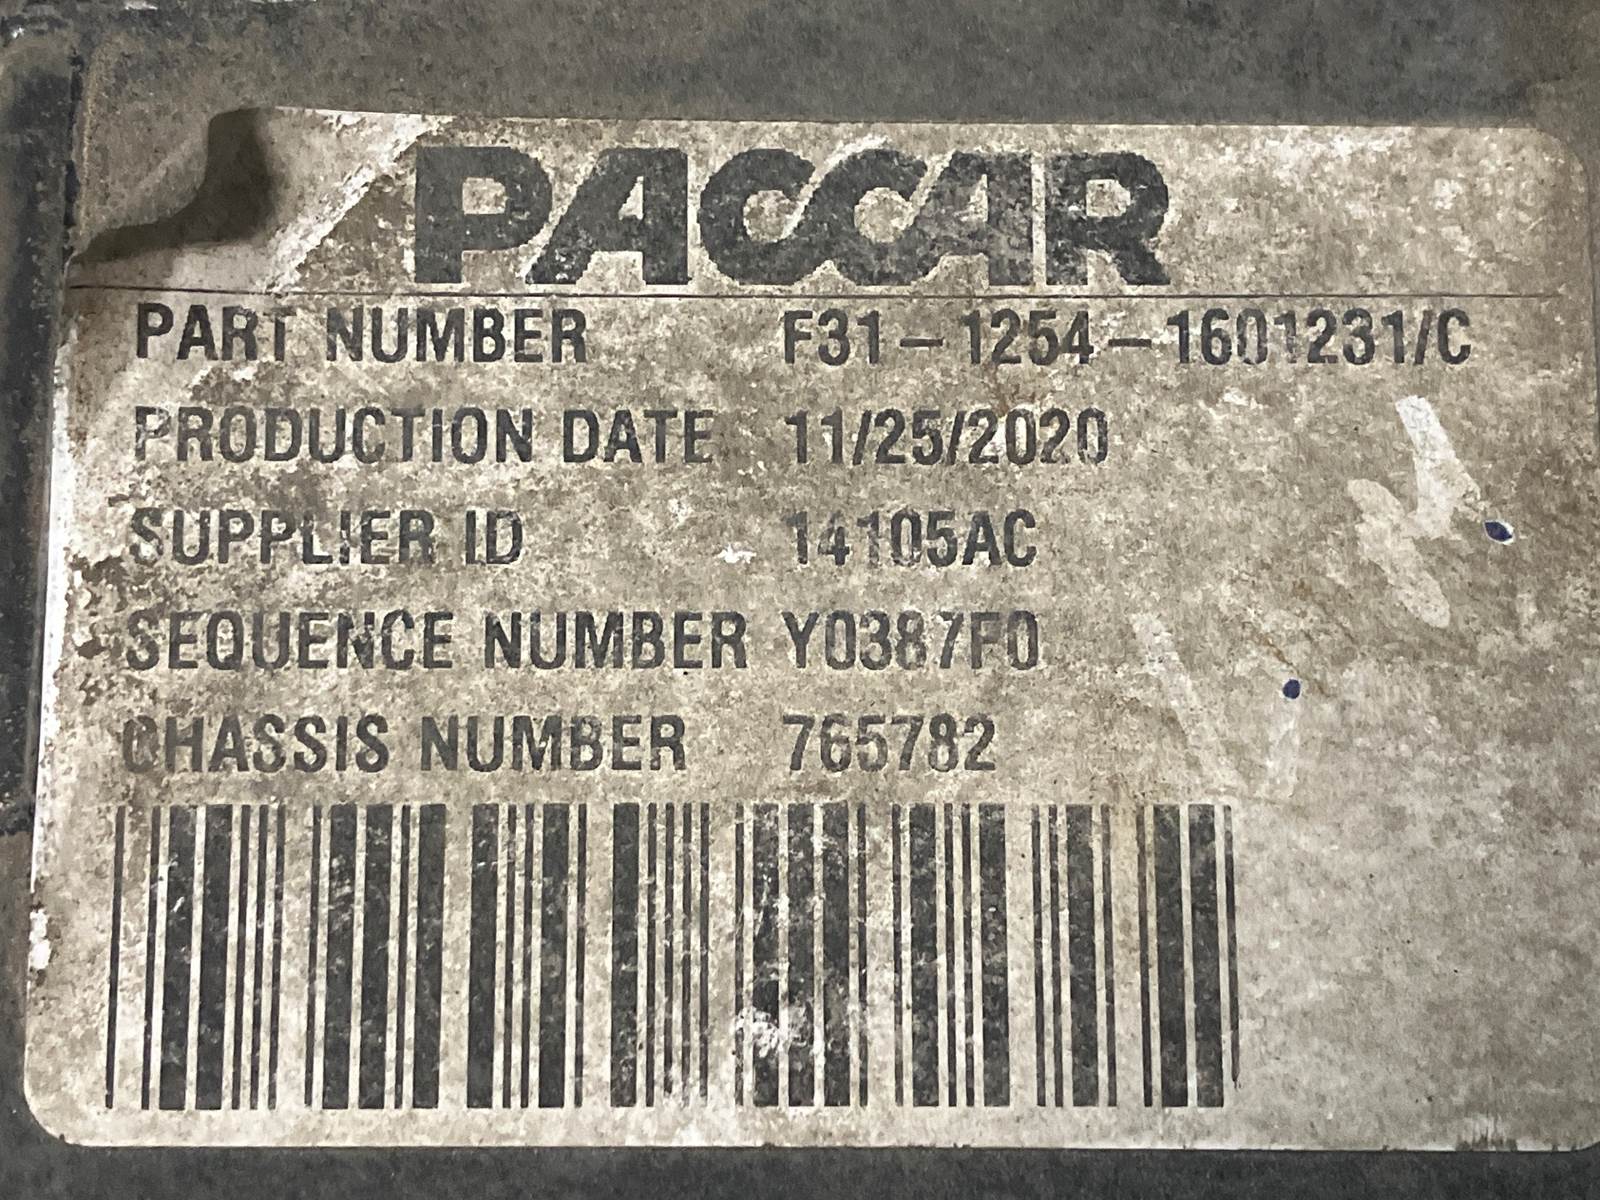 PACCAR
PART NUMBER F31-1254-1601231/C
PRODUCTION DATE 11/25/2020
SUPPLIER ID 14105AC
SEQUENCE NUMBER Y0387F0
CHASSIS NUMBER 765782